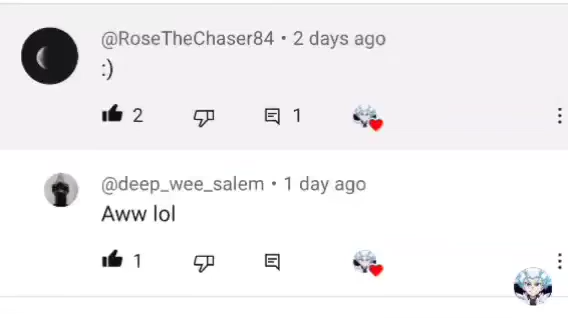 @RoseTheChaser84 • 2 days ago
:)
2 1
@deep_wee_salem • 1 day ago
Aww lol
1